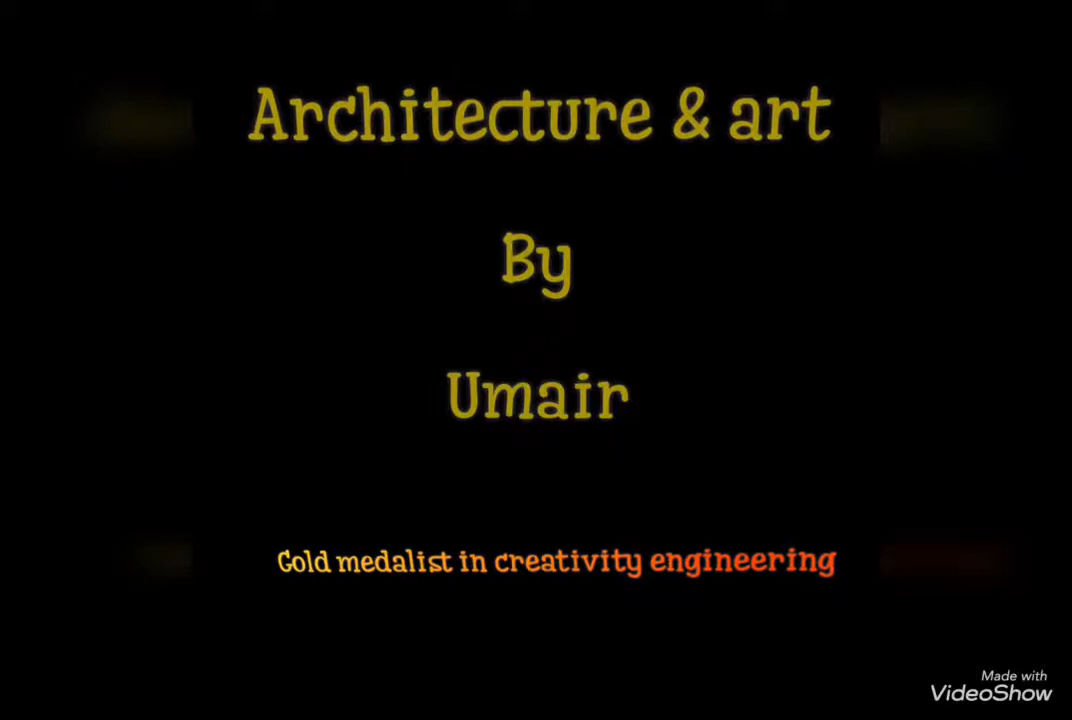 Architecture & art
By
Umair
Gold medalist in creativity engineering
Made with
VideoShow